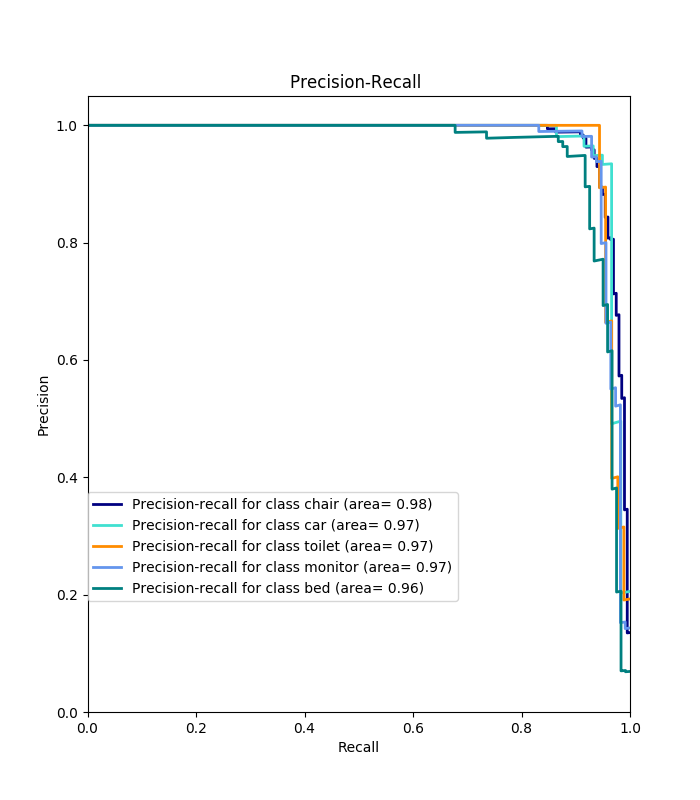 Precision-Recall
1.0
0.8
0.6
0.4
0.2
0.0
Precision
Precision-recall for class chair (area= 0.98)
Precision-recall for class car (area= 0.97)
Precision-recall for class toilet (area= 0.97)
Precision-recall for class monitor (area= 0.97)
Precision-recall for class bed (area= 0.96)
0.0 0.2 0.4 0.6 0.8 1.0
Recall